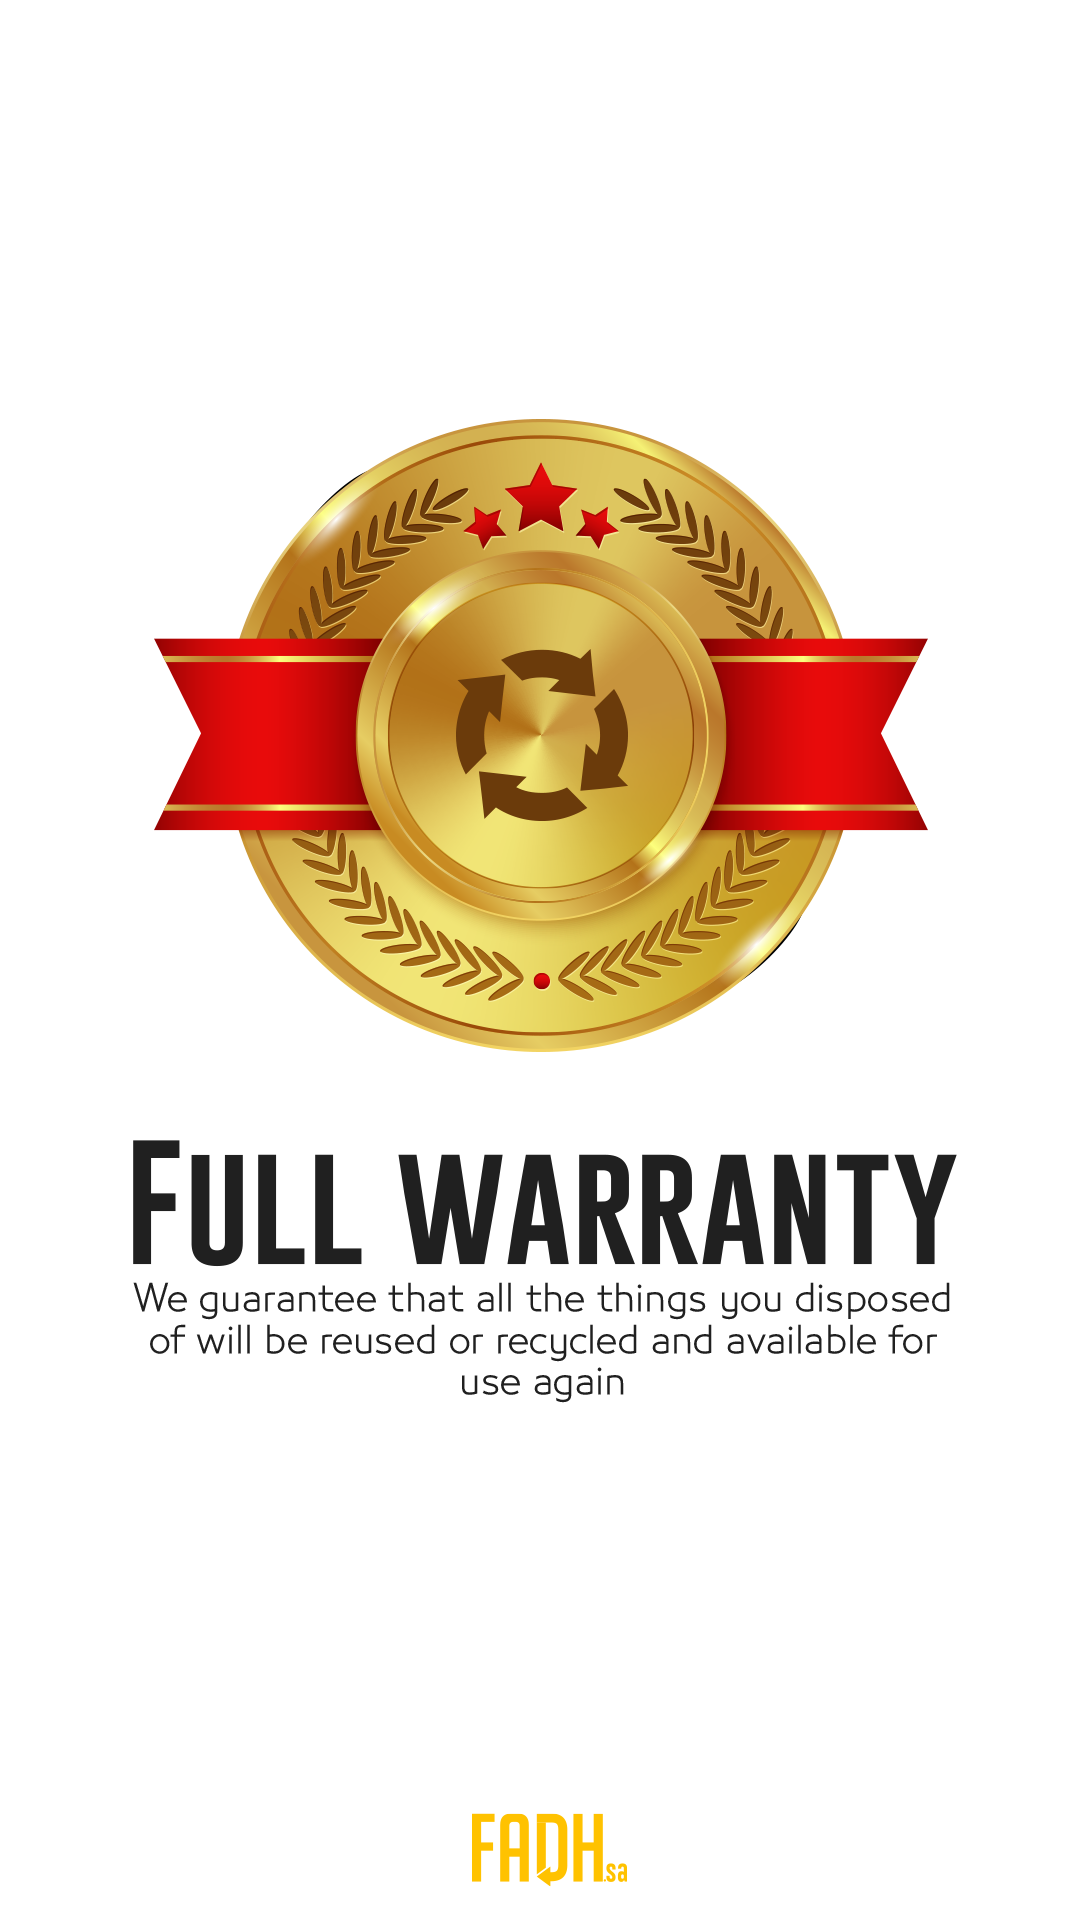 FULL WARRANTY
We guarantee that all the things you disposed
of will be reused or recycled and available for
use again
FADH.sa